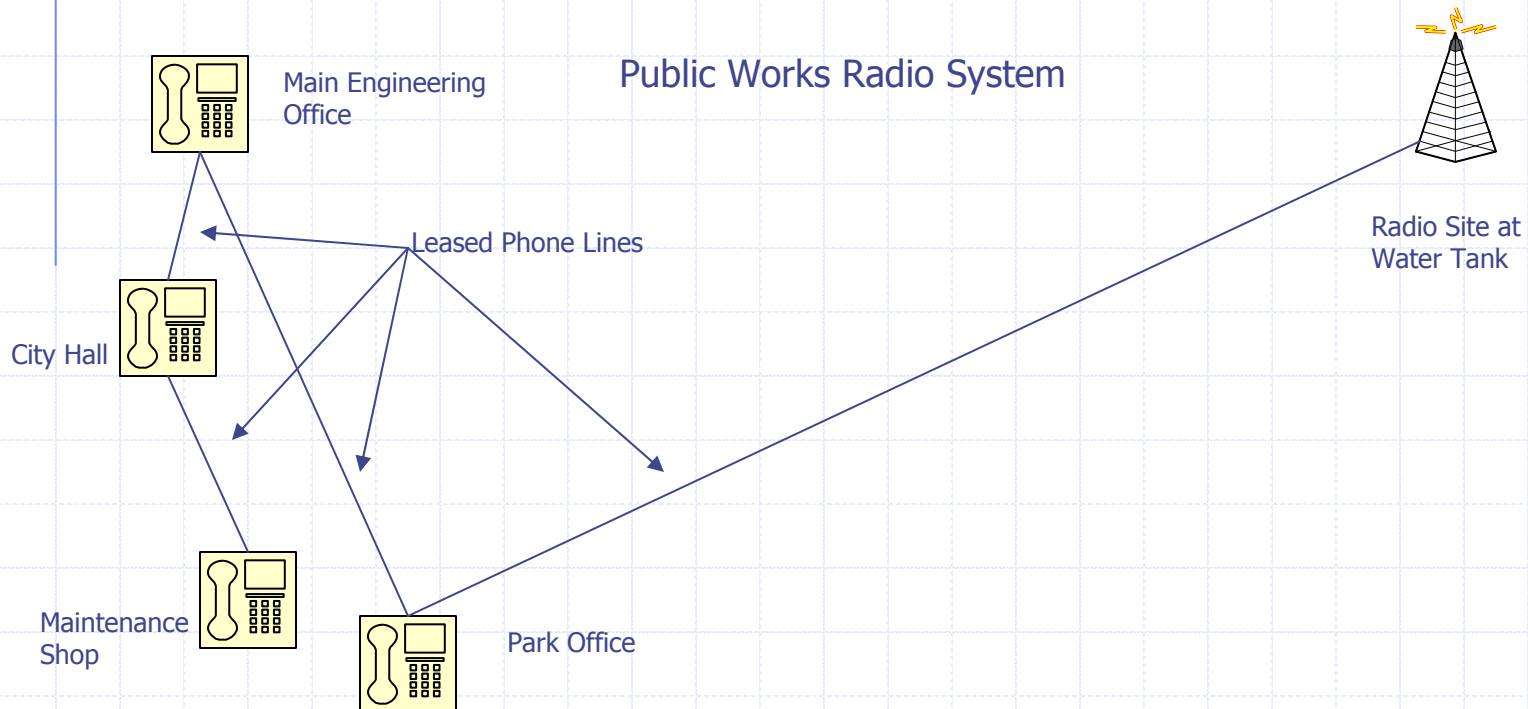 Public Works Radio System
Main Engineering
Office
Leased Phone Lines
Radio Site at
Water Tank
City Hall
Maintenance
Shop
Park Office